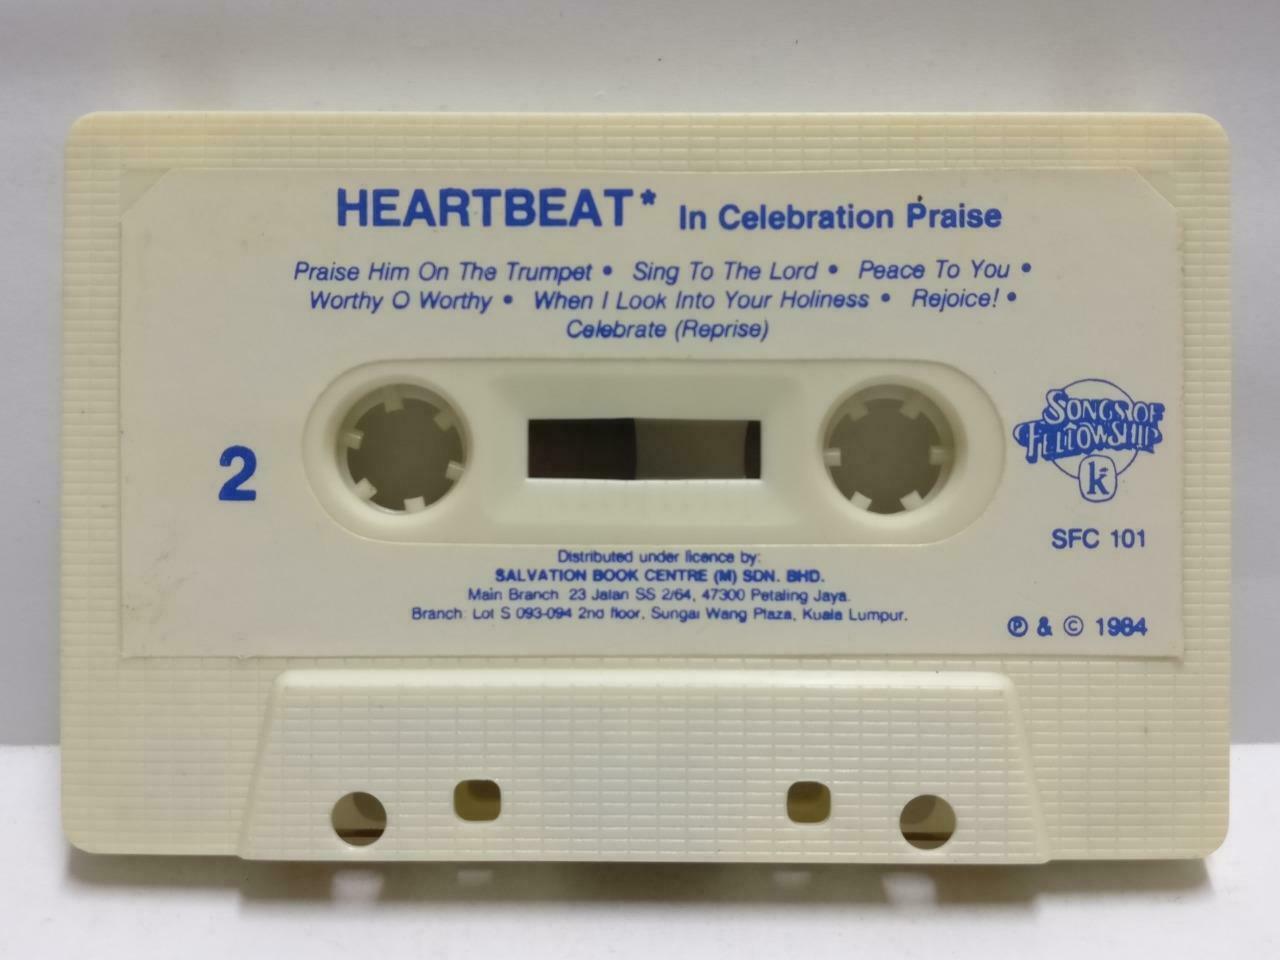 HEARTBEAT* In Celebration Praise
Praise Him On The Trumpet • Sing To The Lord • Peace To You •
Worthy O Worthy • When I Look Into Your Holiness • Rejoice! •
Celebrate (Reprise)
2
SONGS OF
FELLOWSHIP
k
SFC 101
Distributed under licence by:
SALVATION BOOK CENTRE (M) SDN. BHD.
Main Branch: 23 Jalan SS 2/64, 47300 Petaling Jaya.
Branch: Lot S 093-094 2nd floor, Sungai Wang Plaza, Kuala Lumpur.
℗ & © 1984